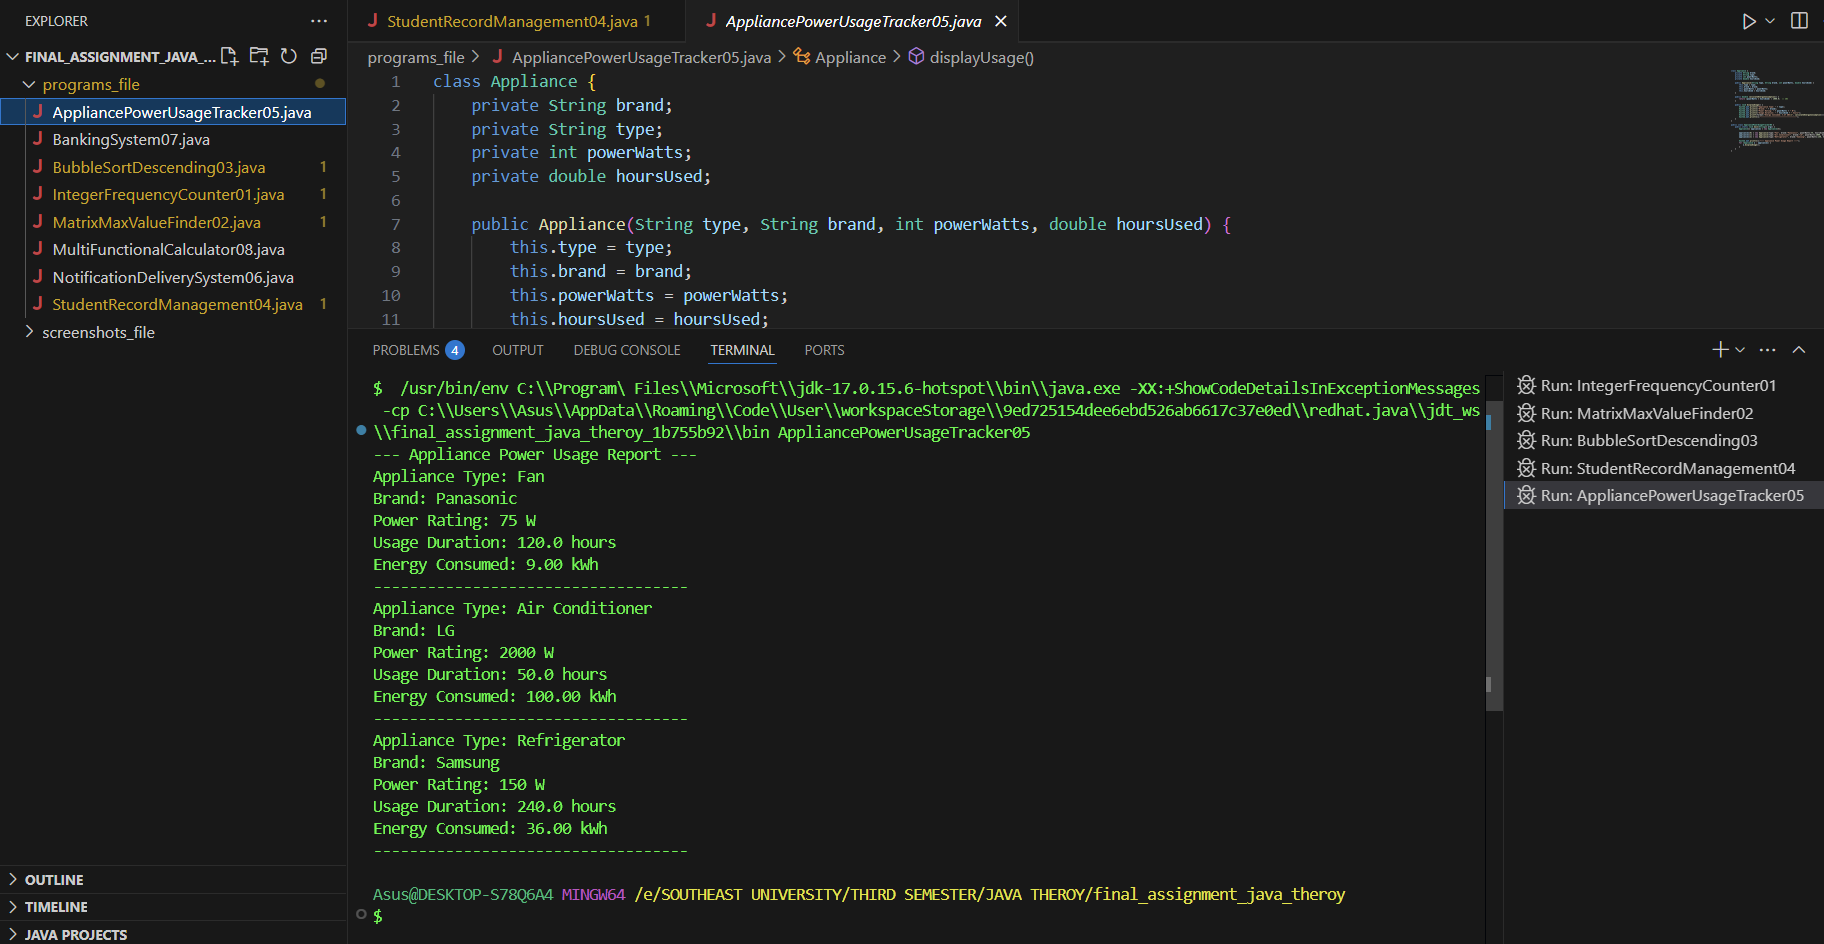 EXPLORER
FINAL_ASSIGNMENT_JAVA_...
programs_file
J AppliancePowerUsageTracker05.java
J BankingSystem07.java
J BubbleSortDescending03.java 1
J IntegerFrequencyCounter01.java 1
J MatrixMaxValueFinder02.java 1
J MultiFunctionalCalculator08.java
J NotificationDeliverySystem06.java
J StudentRecordManagement04.java 1
screenshots_file
OUTLINE
TIMELINE
JAVA PROJECTS
J StudentRecordManagement04.java 1
J AppliancePowerUsageTracker05.java
programs_file > J AppliancePowerUsageTracker05.java > Appliance > displayUsage()
1 class Appliance {
2 private String brand;
3 private String type;
4 private int powerWatts;
5 private double hoursUsed;
6
7 public Appliance(String type, String brand, int powerWatts, double hoursUsed) {
8 this.type = type;
9 this.brand = brand;
10 this.powerWatts = powerWatts;
11 this.hoursUsed = hoursUsed;
PROBLEMS 4 OUTPUT DEBUG CONSOLE TERMINAL PORTS
$ /usr/bin/env C:\\Program\ Files\\Microsoft\\jdk-17.0.15.6-hotspot\\bin\\java.exe -XX:+ShowCodeDetailsInExceptionMessages
-cp C:\\Users\\Asus\\AppData\\Roaming\\Code\\User\\workspaceStorage\\9ed725154dee6ebd526ab6617c37e0ed\\redhat.java\\jdt_ws
\\final_assignment_java_theroy_1b755b92\\bin AppliancePowerUsageTracker05
--- Appliance Power Usage Report ---
Appliance Type: Fan
Brand: Panasonic
Power Rating: 75 W
Usage Duration: 120.0 hours
Energy Consumed: 9.00 kWh
-----------------------------------
Appliance Type: Air Conditioner
Brand: LG
Power Rating: 2000 W
Usage Duration: 50.0 hours
Energy Consumed: 100.00 kWh
-----------------------------------
Appliance Type: Refrigerator
Brand: Samsung
Power Rating: 150 W
Usage Duration: 240.0 hours
Energy Consumed: 36.00 kWh
-----------------------------------
Asus@DESKTOP-S78Q6A4 MINGW64 /e/SOUTHEAST UNIVERSITY/THIRD SEMESTER/JAVA THEROY/final_assignment_java_theroy
$
Run: IntegerFrequencyCounter01
Run: MatrixMaxValueFinder02
Run: BubbleSortDescending03
Run: StudentRecordManagement04
Run: AppliancePowerUsageTracker05